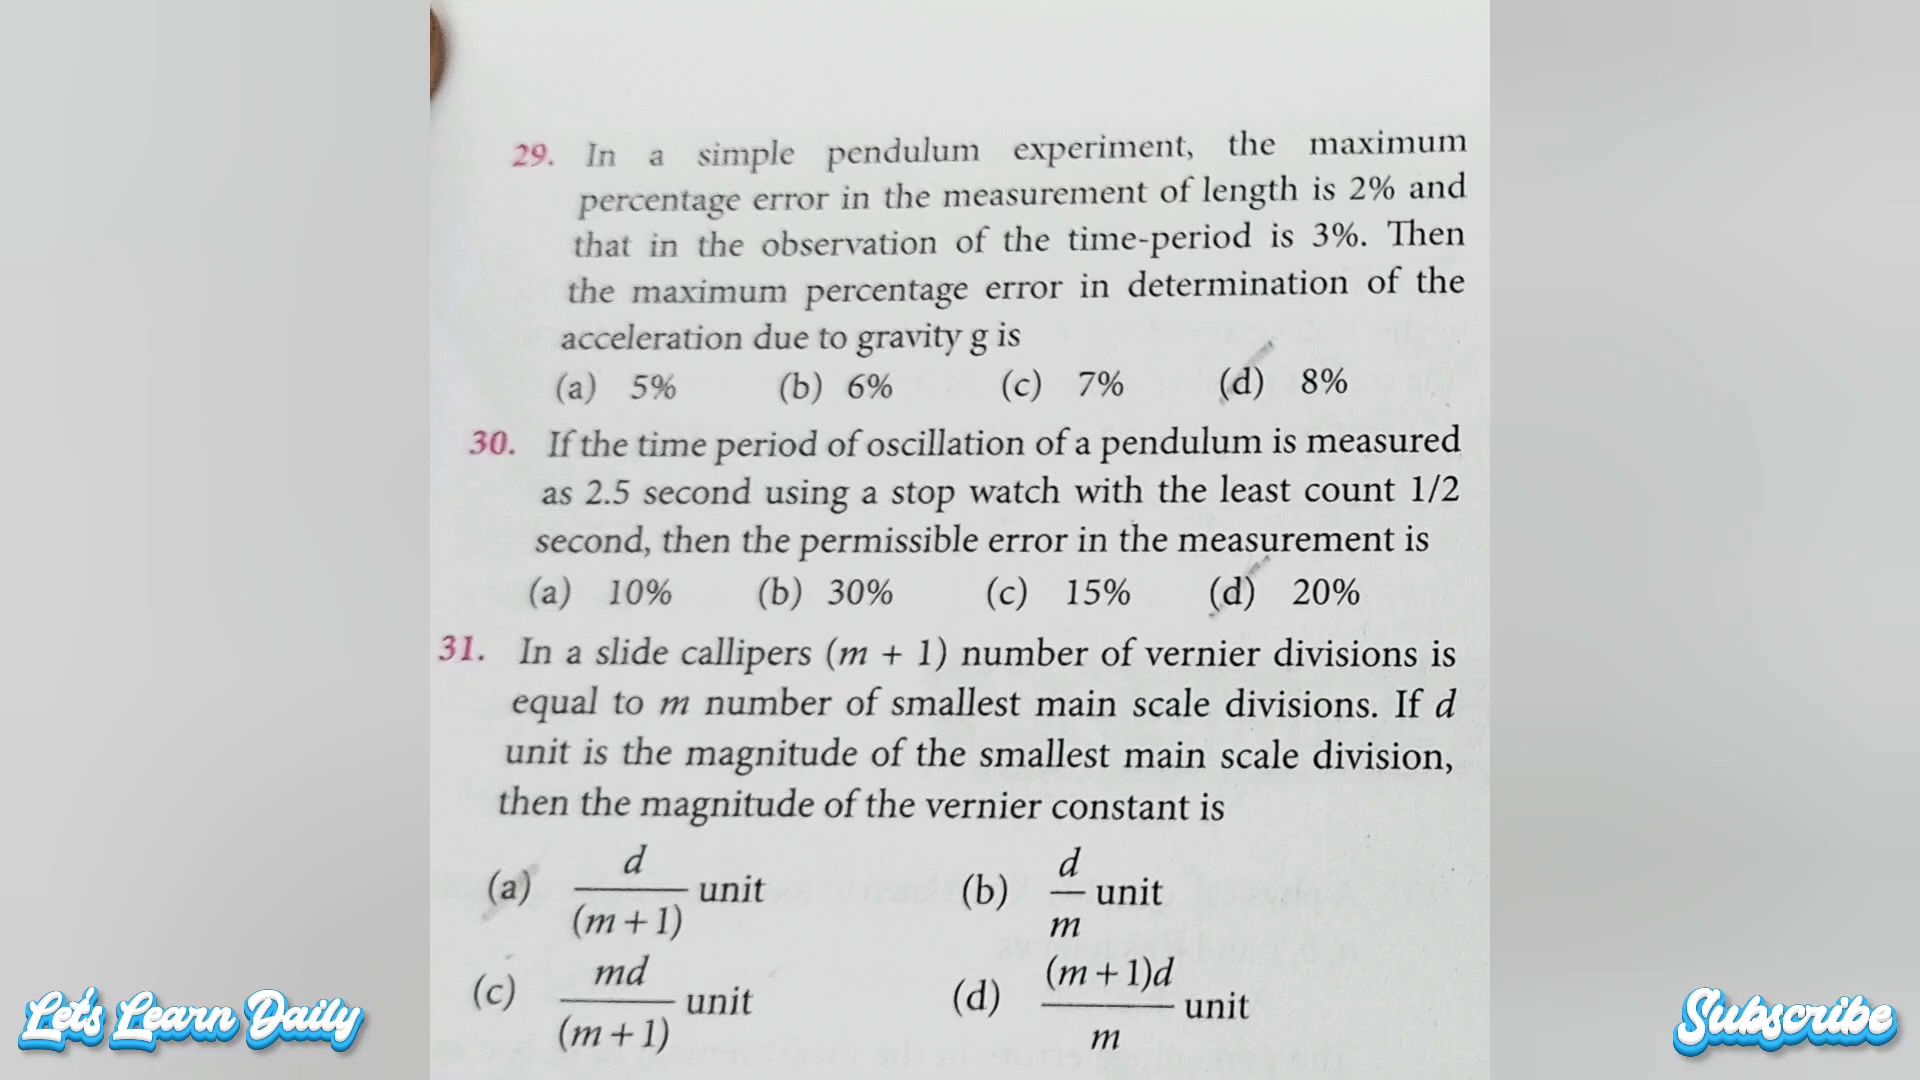 29. In a simple pendulum experiment, the maximum
percentage error in the measurement of length is 2% and
that in the observation of the time-period is 3%. Then
the maximum percentage error in determination of the
acceleration due to gravity g is
(a) 5% (b) 6% (c) 7% (d) 8%
30. If the time period of oscillation of a pendulum is measured
as 2.5 second using a stop watch with the least count 1/2
second, then the permissible error in the measurement is
(a) 10% (b) 30% (c) 15% (d) 20%
31. In a slide callipers (m + 1) number of vernier divisions is
equal to m number of smallest main scale divisions. If d
unit is the magnitude of the smallest main scale division,
then the magnitude of the vernier constant is
(a) d/(m+1) unit (b) d/m unit
(c) md/(m+1) unit (d) (m+1)d/m unit
Let's Learn Daily
Subscribe